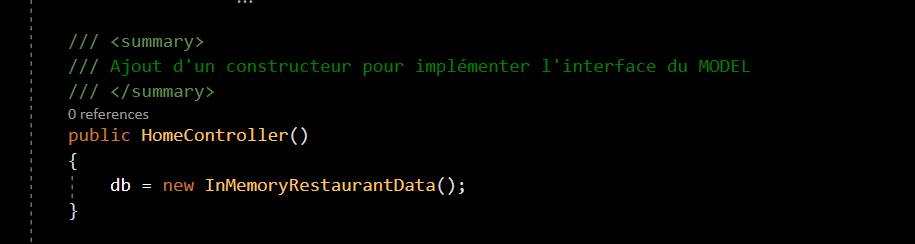 /// <summary>
/// Ajout d'un constructeur pour implémenter l'interface du MODEL
/// </summary>
0 references
public HomeController()
{
db = new InMemoryRestaurantData();
}